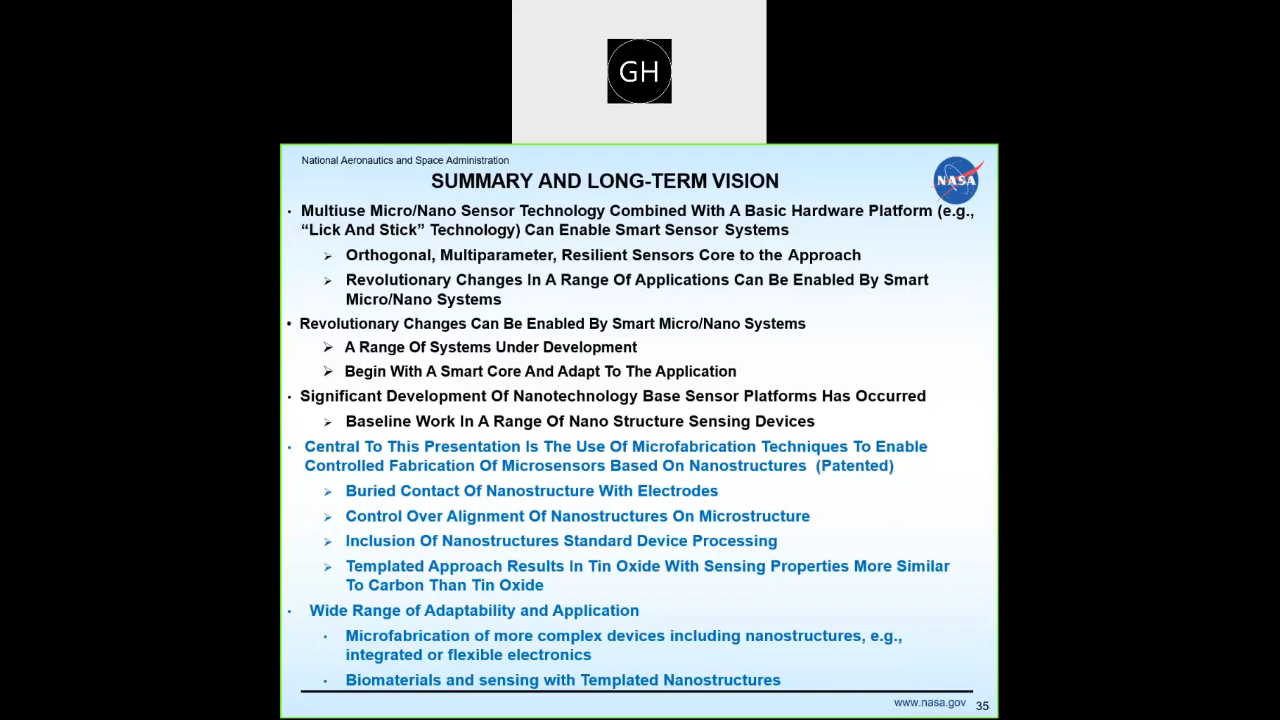 GH
National Aeronautics and Space Administration
NASA
SUMMARY AND LONG-TERM VISION
• Multiuse Micro/Nano Sensor Technology Combined With A Basic Hardware Platform (e.g.,
“Lick And Stick” Technology) Can Enable Smart Sensor Systems
➢ Orthogonal, Multiparameter, Resilient Sensors Core to the Approach
➢ Revolutionary Changes In A Range Of Applications Can Be Enabled By Smart
Micro/Nano Systems
• Revolutionary Changes Can Be Enabled By Smart Micro/Nano Systems
➢ A Range Of Systems Under Development
➢ Begin With A Smart Core And Adapt To The Application
• Significant Development Of Nanotechnology Base Sensor Platforms Has Occurred
➢ Baseline Work In A Range Of Nano Structure Sensing Devices
• Central To This Presentation Is The Use Of Microfabrication Techniques To Enable
Controlled Fabrication Of Microsensors Based On Nanostructures (Patented)
➢ Buried Contact Of Nanostructure With Electrodes
➢ Control Over Alignment Of Nanostructures On Microstructure
➢ Inclusion Of Nanostructures Standard Device Processing
➢ Templated Approach Results In Tin Oxide With Sensing Properties More Similar
To Carbon Than Tin Oxide
• Wide Range of Adaptability and Application
• Microfabrication of more complex devices including nanostructures, e.g.,
integrated or flexible electronics
• Biomaterials and sensing with Templated Nanostructures
www.nasa.gov 35